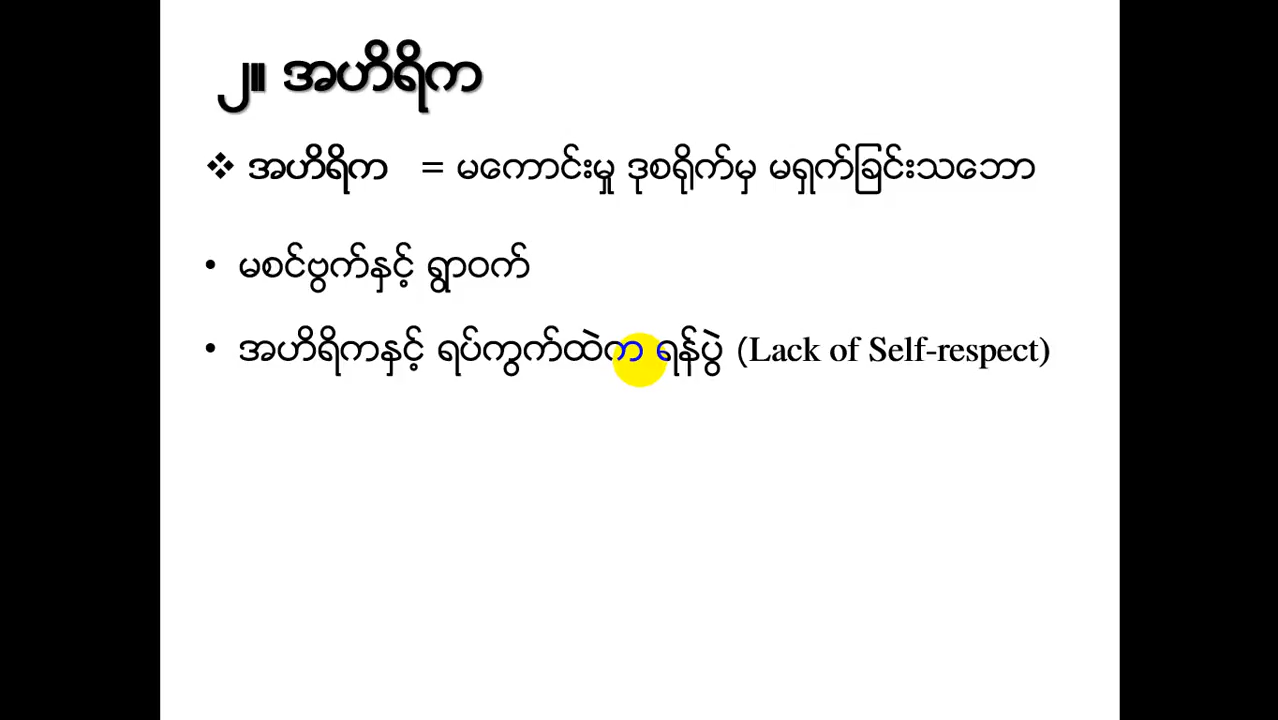 ၂။ အဟိရိက
❖ အဟိရိက = မကောင်းမှု ဒုစရိုက်မှ မရှက်ခြင်းသဘော
• မစင်ဗွက်နှင့် ရွာဝက်
• အဟိရိကနှင့် ရပ်ကွက်ထဲက ရန်ပွဲ (Lack of Self-respect)